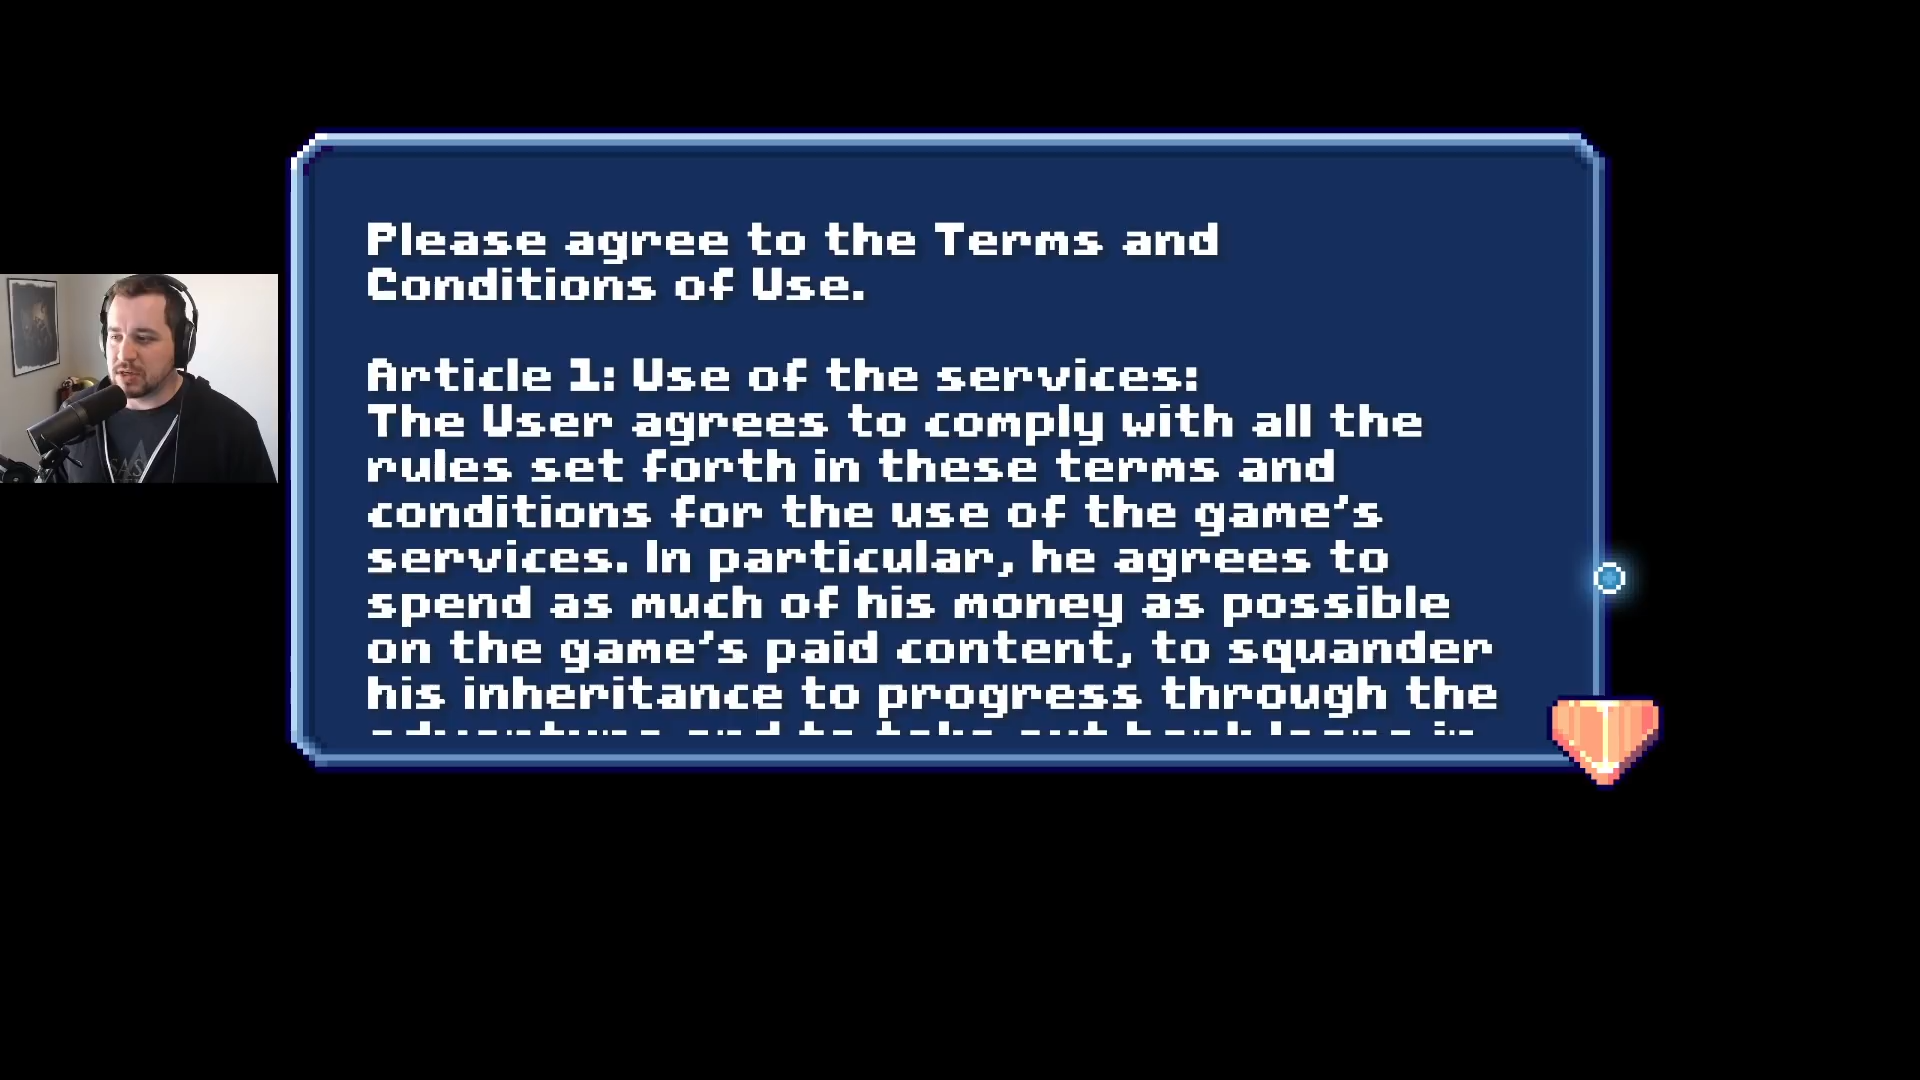 Please agree to the Terms and
Conditions of Use.
Article 1: Use of the services:
The User agrees to comply with all the
rules set forth in these terms and
conditions for the use of the game's
services. In particular, he agrees to
spend as much of his money as possible
on the game's paid content, to squander
his inheritance to progress through the